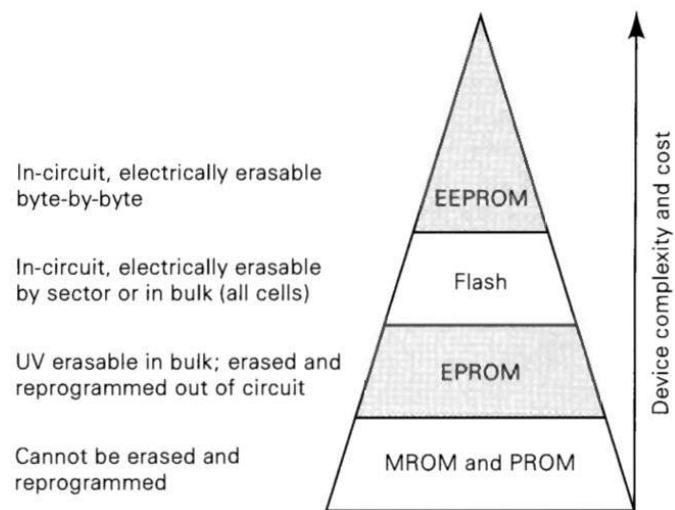 In-circuit, electrically erasable
byte-by-byte
EEPROM
In-circuit, electrically erasable
by sector or in bulk (all cells)
Flash
UV erasable in bulk; erased and
reprogrammed out of circuit
EPROM
Cannot be erased and
reprogrammed
MROM and PROM
Device complexity and cost